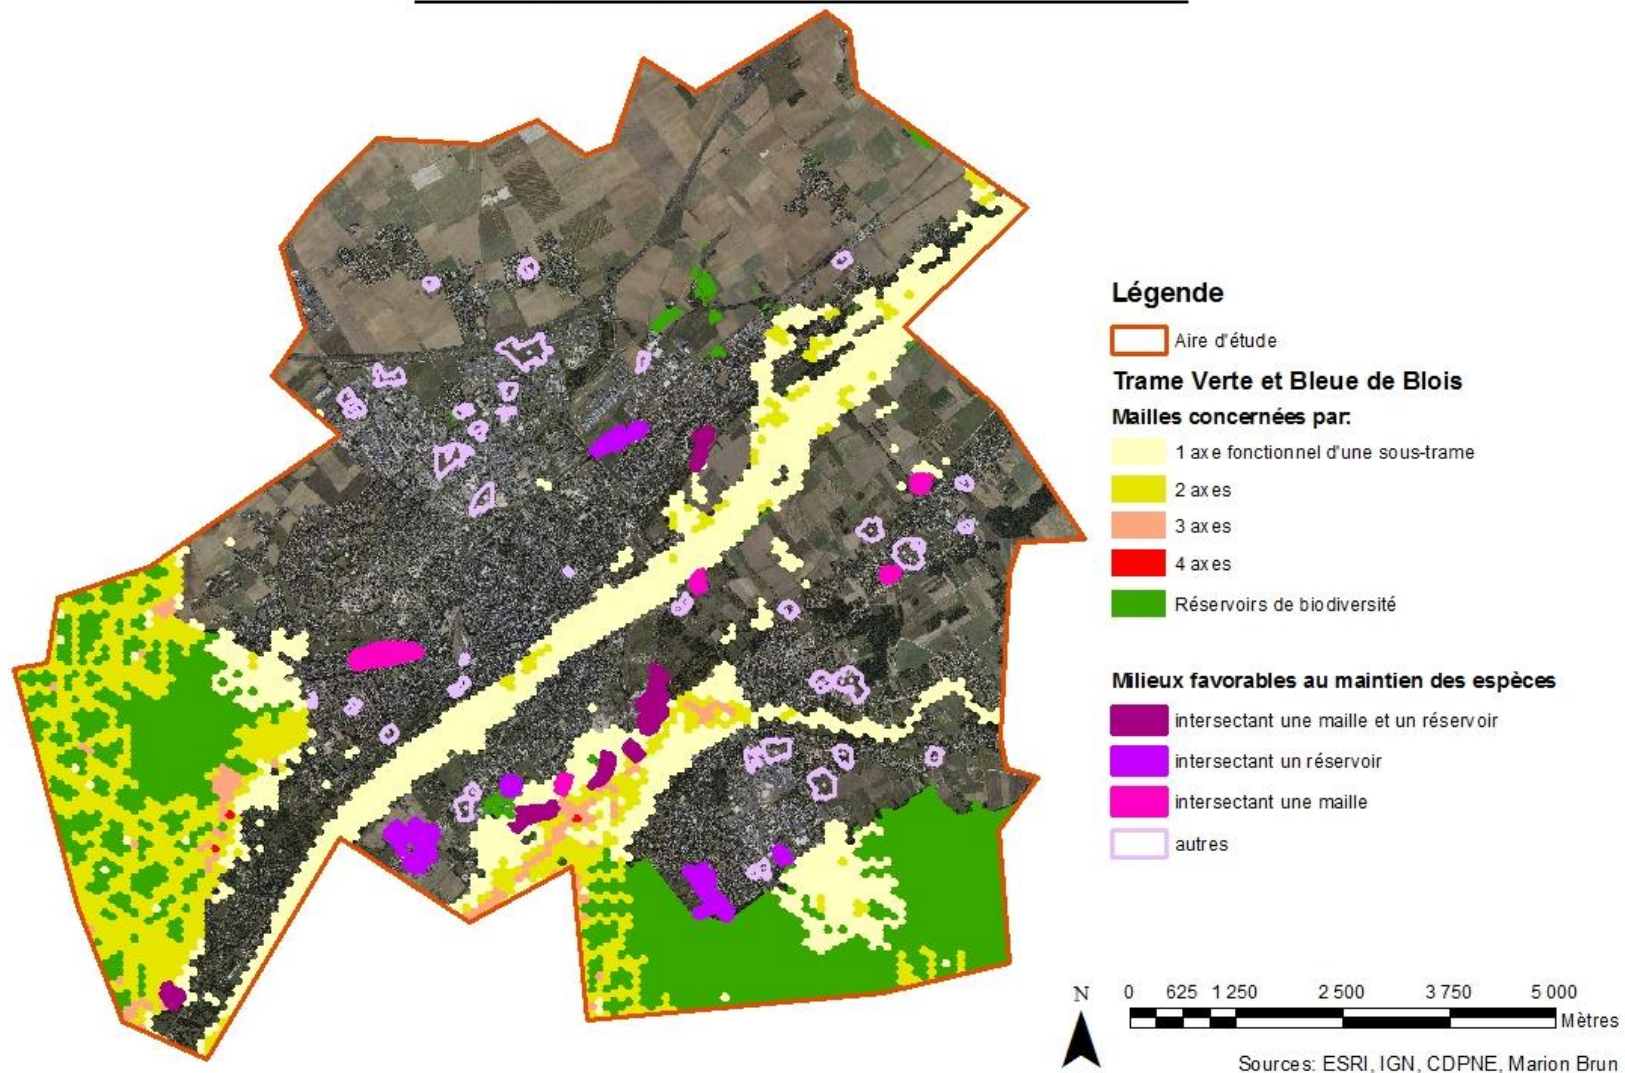 Légende
Aire d'étude
Trame Verte et Bleue de Blois
Mailles concernées par:
1 axe fonctionnel d'une sous-trame
2 axes
3 axes
4 axes
Réservoirs de biodiversité
Milieux favorables au maintien des espèces
intersectant une maille et un réservoir
intersectant un réservoir
intersectant une maille
autres
N
0 625 1 250 2 500 3 750 5 000
Mètres
Sources: ESRI, IGN, CDPNE, Marion Brun